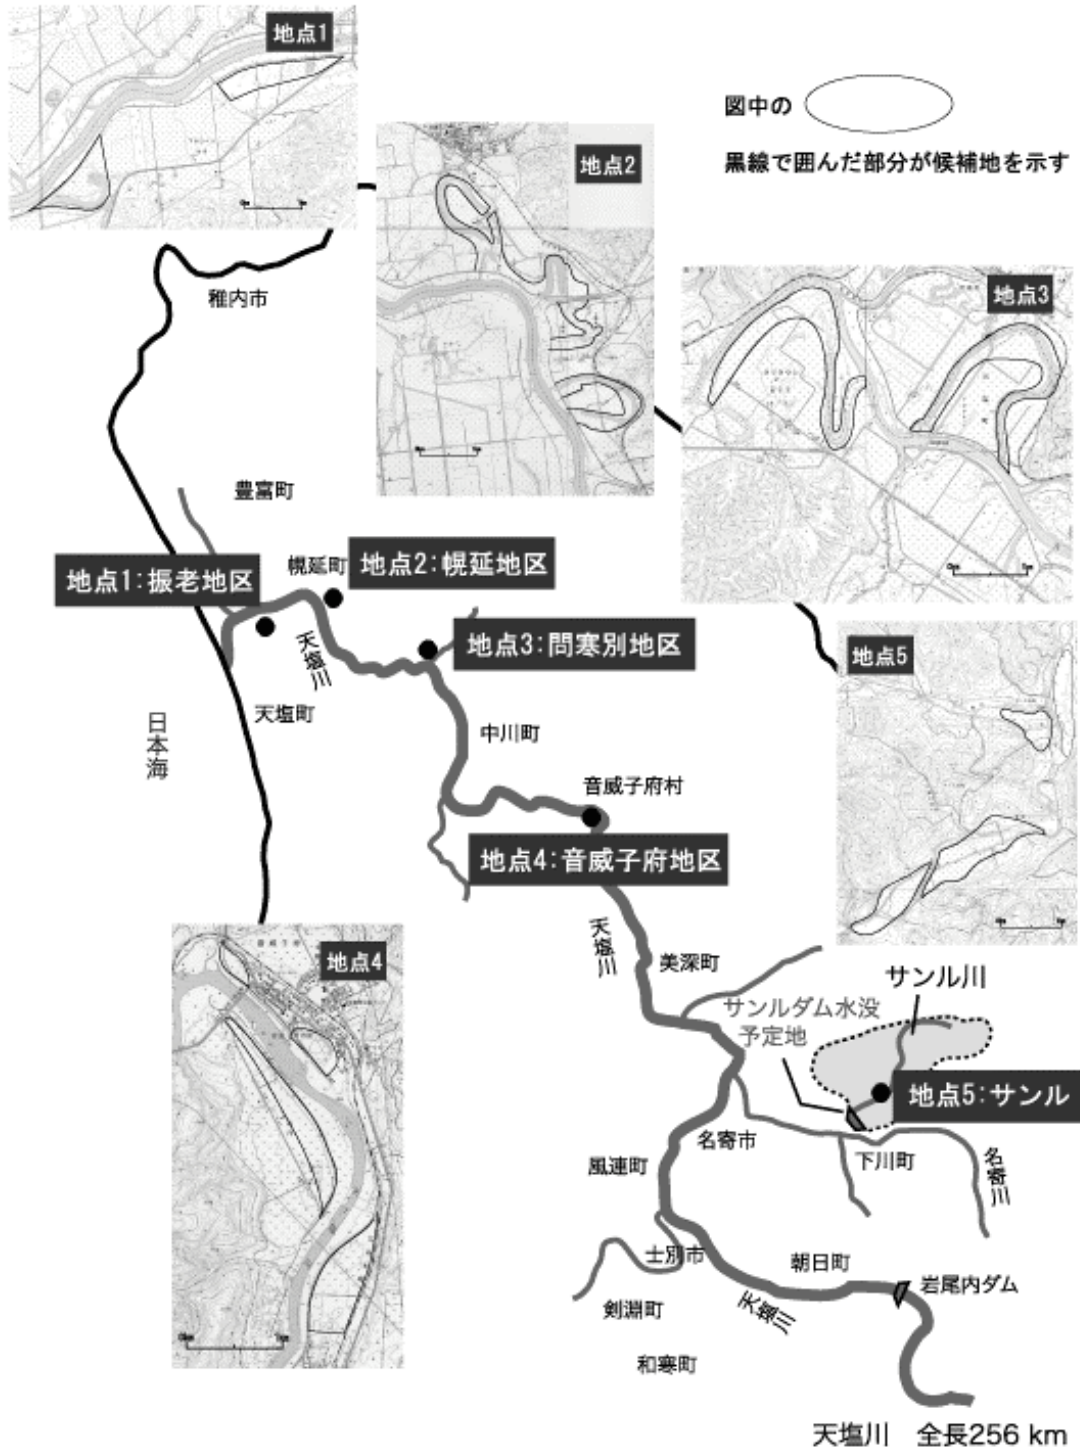 地点1
図中の
黒線で囲んだ部分が候補地を示す
地点2
地点3
稚内市
豊富町
地点1:振老地区
幌延町
地点2:幌延地区
天塩川
地点3:問寒別地区
地点5
天塩町
日本海
中川町
音威子府村
地点4:音威子府地区
天塩川
地点4
美深町
サンル川
サンルダム水没
予定地
地点5:サンル
名寄市
下川町
名寄川
風連町
士別市
朝日町
岩尾内ダム
剣淵町
天塩川
和寒町
天塩川 全長256 km